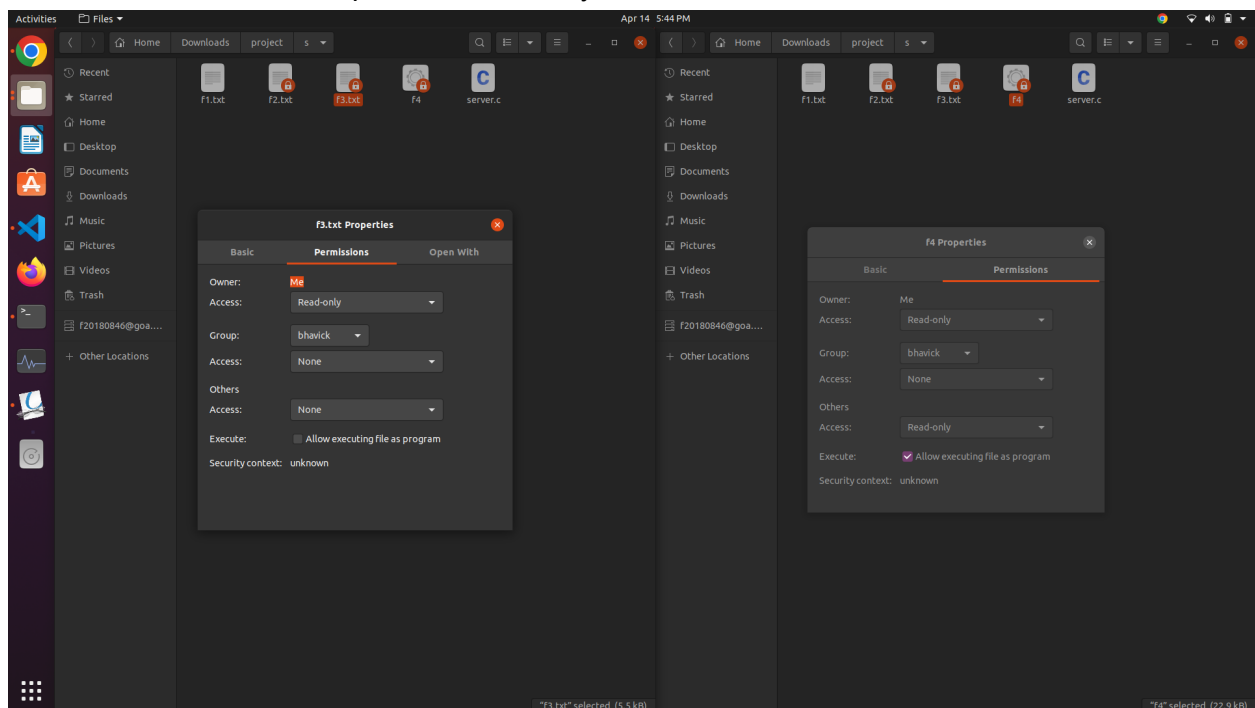 Activities Files Apr 14 5:44 PM
Home Downloads project s
Recent
Starred
Home
Desktop
Documents
Downloads
Music
Pictures
Videos
Trash
f20180846@goa....
+ Other Locations
f1.txt f2.txt f3.txt f4 server.c
f3.txt Properties
Basic Permissions Open With
Owner: Me
Access: Read-only
Group: bhavick
Access: None
Others
Access: None
Execute: Allow executing file as program
Security context: unknown
"f3.txt" selected (5.5 kB)
Home Downloads project s
Recent
Starred
Home
Desktop
Documents
Downloads
Music
Pictures
Videos
Trash
f20180846@goa....
+ Other Locations
f1.txt f2.txt f3.txt f4 server.c
f4 Properties
Basic Permissions
Owner: Me
Access: Read-only
Group: bhavick
Access: None
Others
Access: Read-only
Execute: Allow executing file as program
Security context: unknown
"f4" selected (22.9 kB)